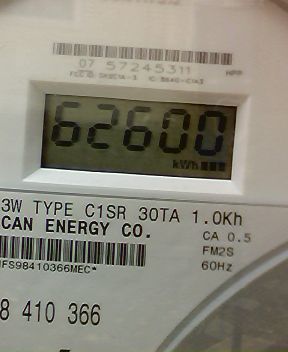 07 57245311
62600
kWh
3W TYPE C1SR 30TA 1.0Kh
CAN ENERGY CO.
CA 0.5
FM2S
60Hz
8 410 366